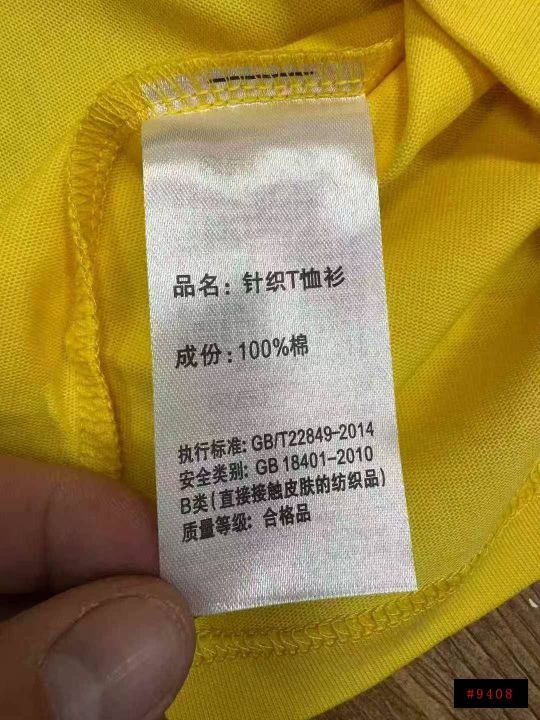 品名：针织T恤衫
成份：100%棉
执行标准：GB/T22849-2014
安全类别：GB 18401-2010
B类（直接接触皮肤的纺织品）
质量等级：合格品
#9408